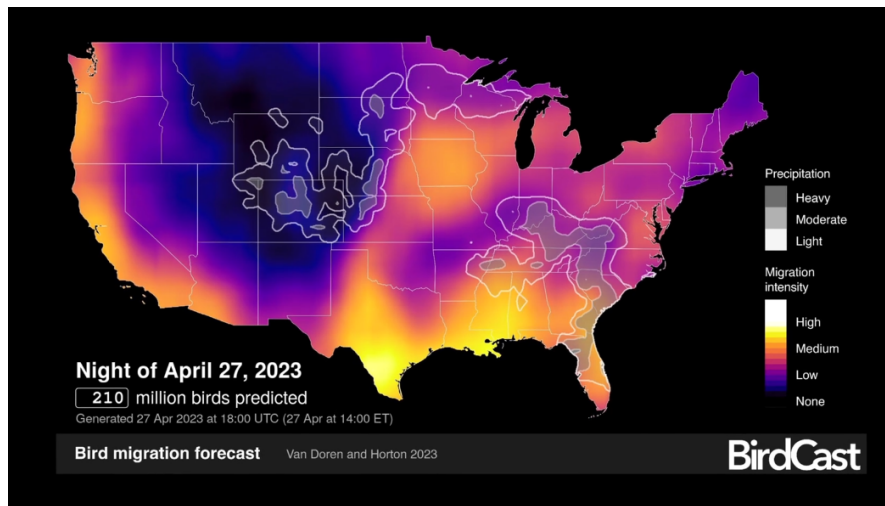 Precipitation
Heavy
Moderate
Light
Migration
intensity
High
Medium
Low
None
Night of April 27, 2023
210 million birds predicted
Generated 27 Apr 2023 at 18:00 UTC (27 Apr at 14:00 ET)
Bird migration forecast Van Doren and Horton 2023 BirdCast